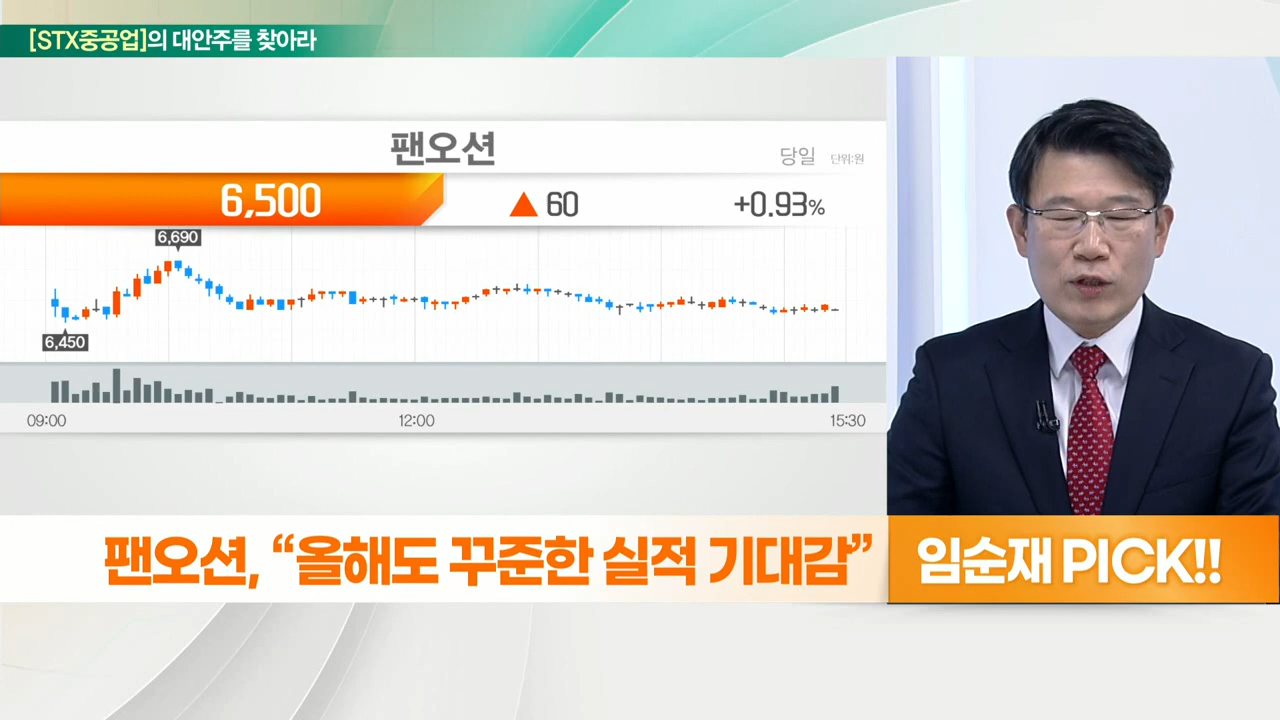 [STX중공업]의 대안주를 찾아라
팬오션
당일 단위:원
6,500 ▲ 60 +0.93%
6,690
6,450
09:00 12:00 15:30
팬오션, “올해도 꾸준한 실적 기대감”
임순재 PICK!!